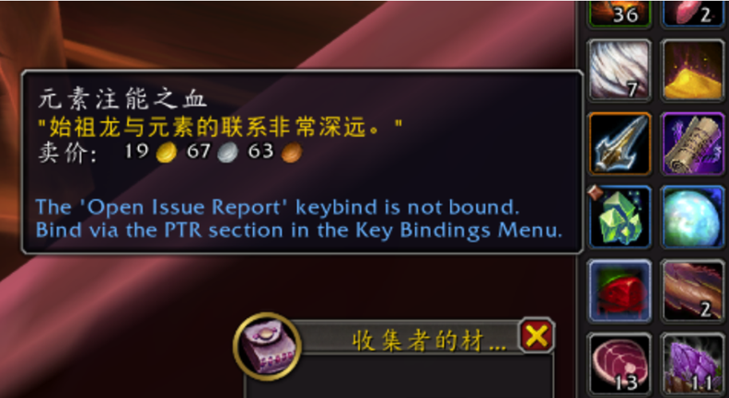 36
2
7
元素注能之血
"始祖龙与元素的联系非常深远。"
卖价： 19 67 63
The 'Open Issue Report' keybind is not bound.
Bind via the PTR section in the Key Bindings Menu.
2
收集者的材...
13
11